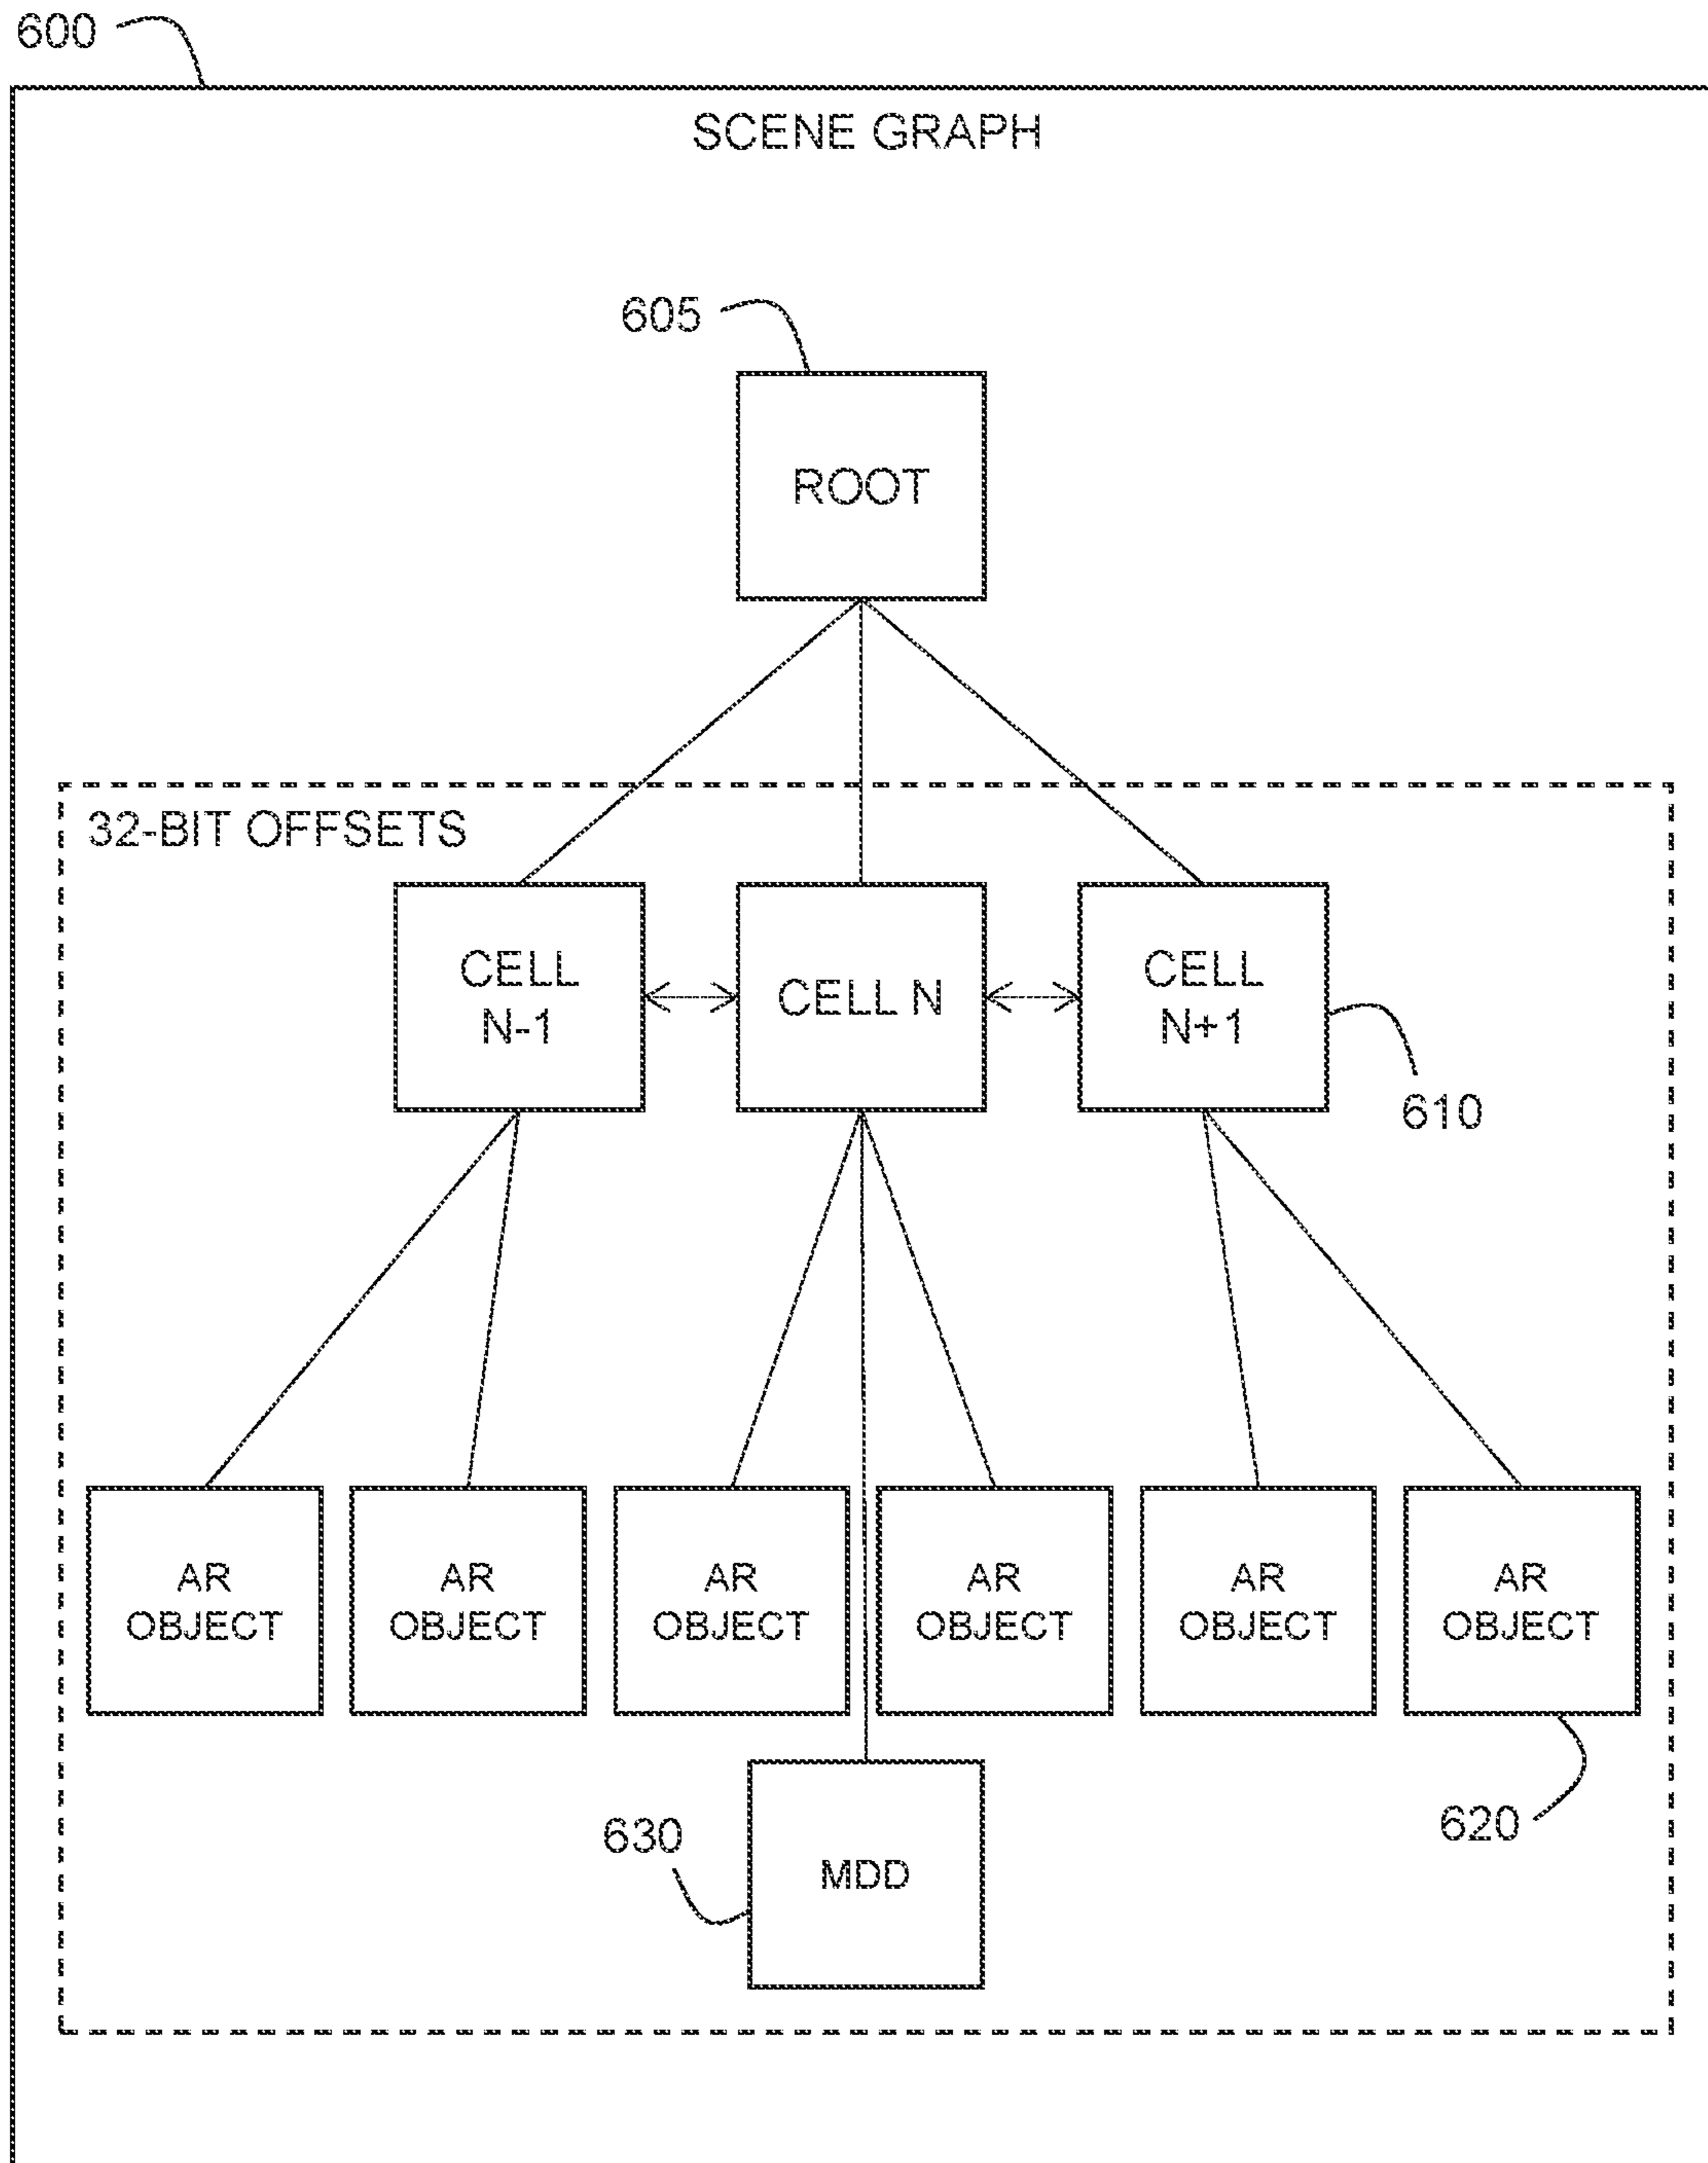 600
SCENE GRAPH
605
ROOT
32-BIT OFFSETS
CELL
N-1
CELL N
CELL
N+1
610
AR
OBJECT
AR
OBJECT
AR
OBJECT
AR
OBJECT
AR
OBJECT
AR
OBJECT
620
630
MDD